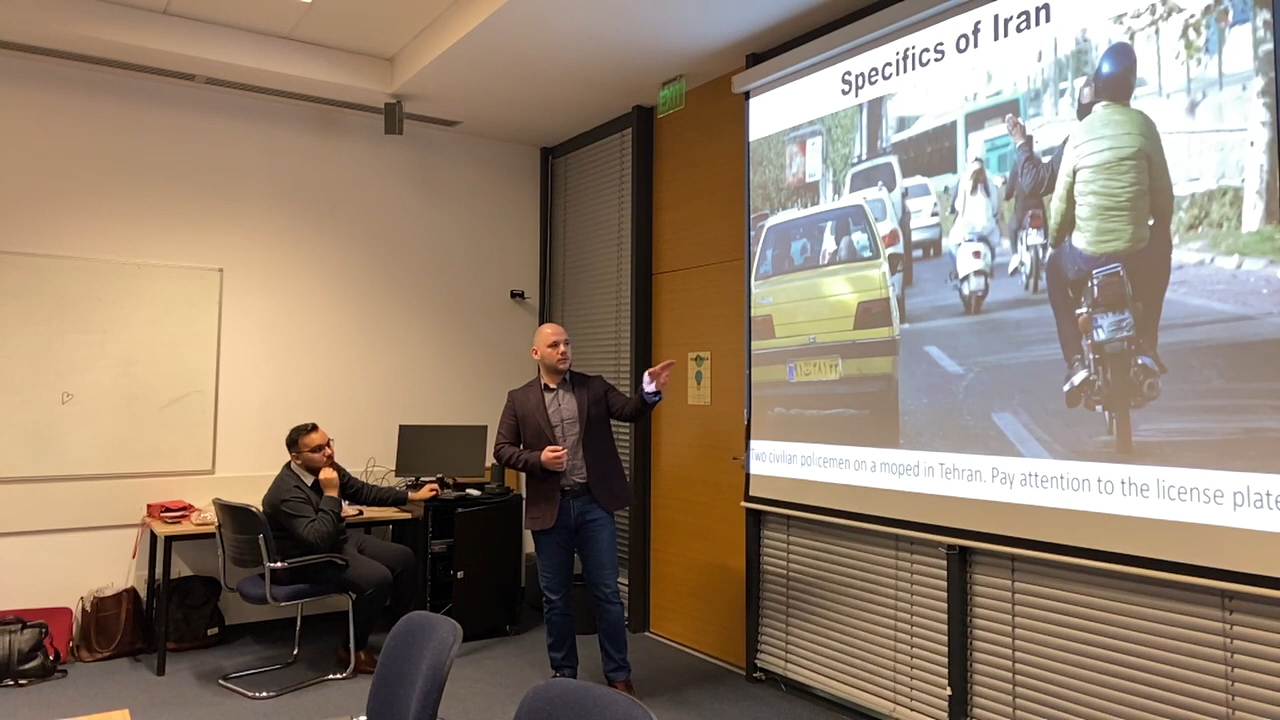 Specifics of Iran
EXIT
Two civilian policemen on a moped in Tehran. Pay attention to the license plate